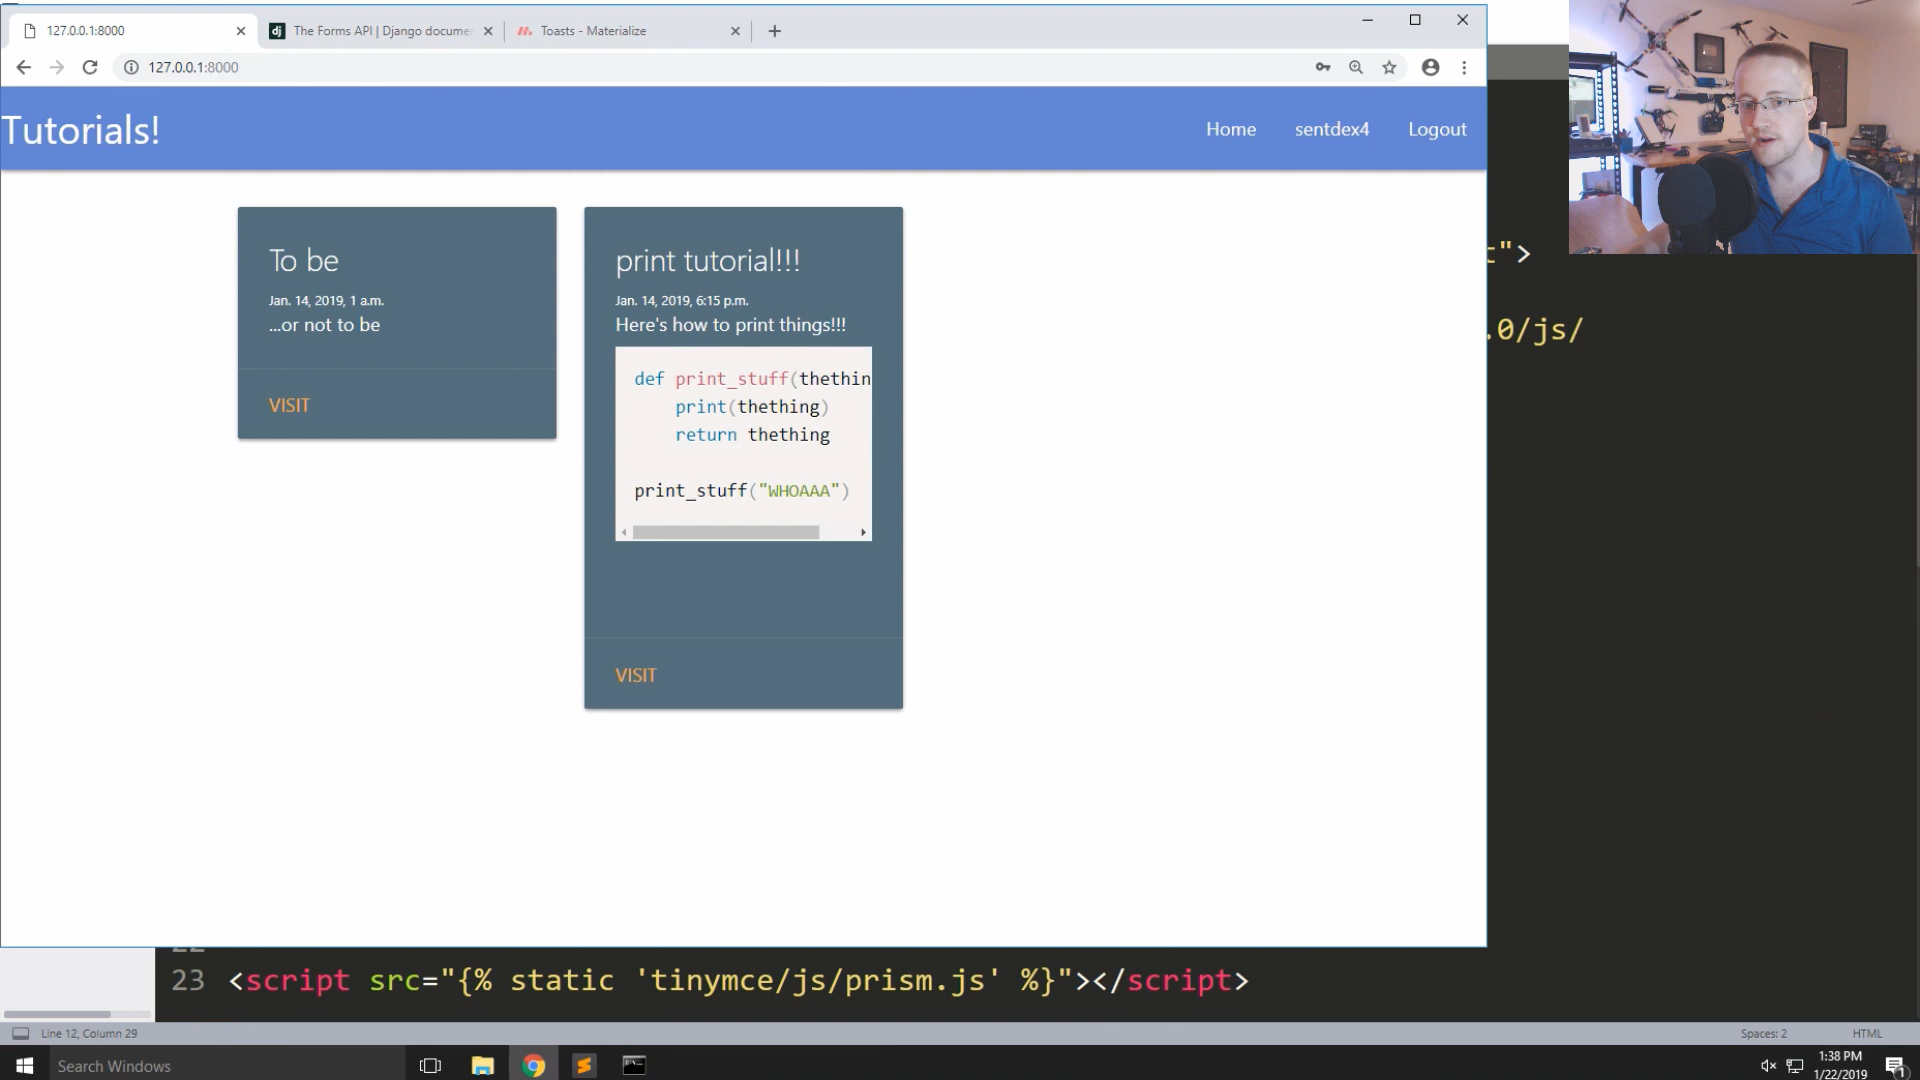 127.0.0.1:8000
The Forms API | Django docume
Toasts - Materialize
127.0.0.1:8000
Tutorials!
Home
sentdex4
Logout
To be
Jan. 14, 2019, 1 a.m.
...or not to be
VISIT
print tutorial!!!
Jan. 14, 2019, 6:15 p.m.
Here's how to print things!!!
def print_stuff(thethin
print(thething)
return thething
print_stuff("WHOAAA")
VISIT
t">
.0/js/
23 <script src="{% static 'tinymce/js/prism.js' %}"></script>
Line 12, Column 29
Spaces: 2
HTML
Search Windows
1:38 PM
1/22/2019